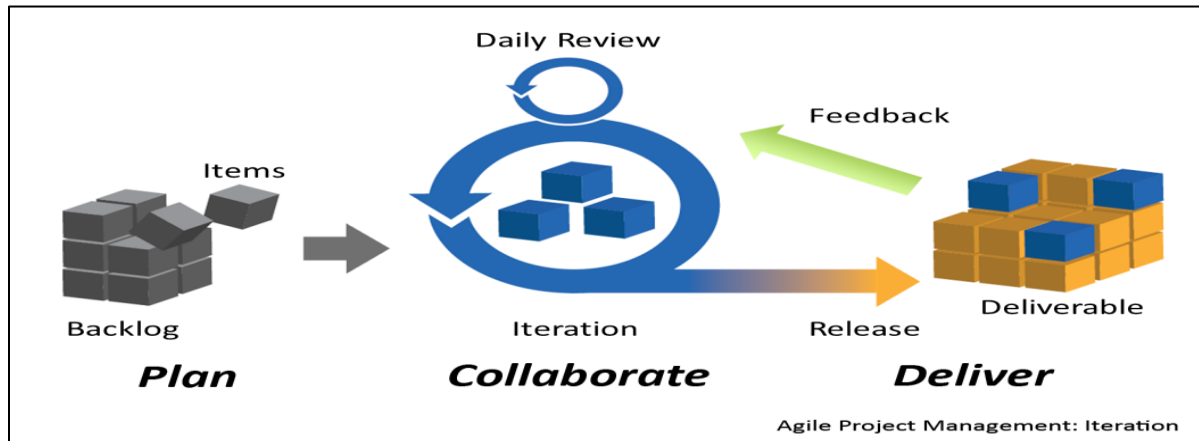 Daily Review
Feedback
Items
Backlog
Iteration
Release
Deliverable
Plan
Collaborate
Deliver
Agile Project Management: Iteration